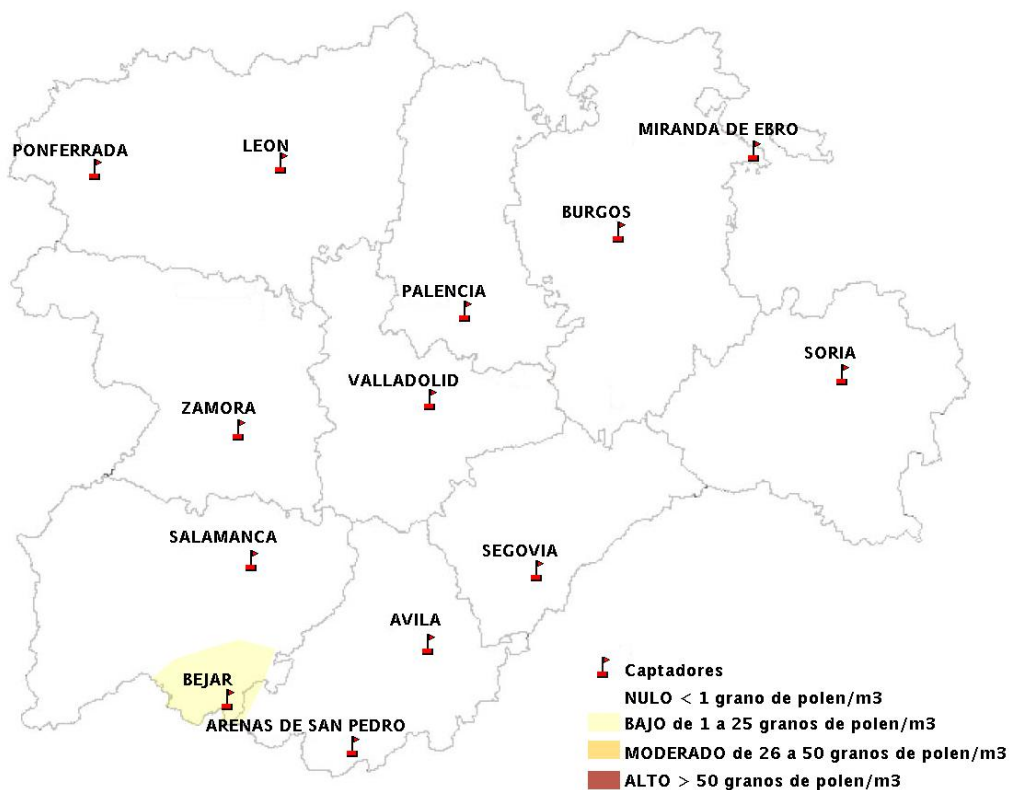 MIRANDA DE EBRO
PONFERRADA
LEON
BURGOS
PALENCIA
SORIA
VALLADOLID
ZAMORA
SALAMANCA
SEGOVIA
AVILA
BEJAR
ARENAS DE SAN PEDRO
Captadores
NULO < 1 grano de polen/m3
BAJO de 1 a 25 granos de polen/m3
MODERADO de 26 a 50 granos de polen/m3
ALTO > 50 granos de polen/m3